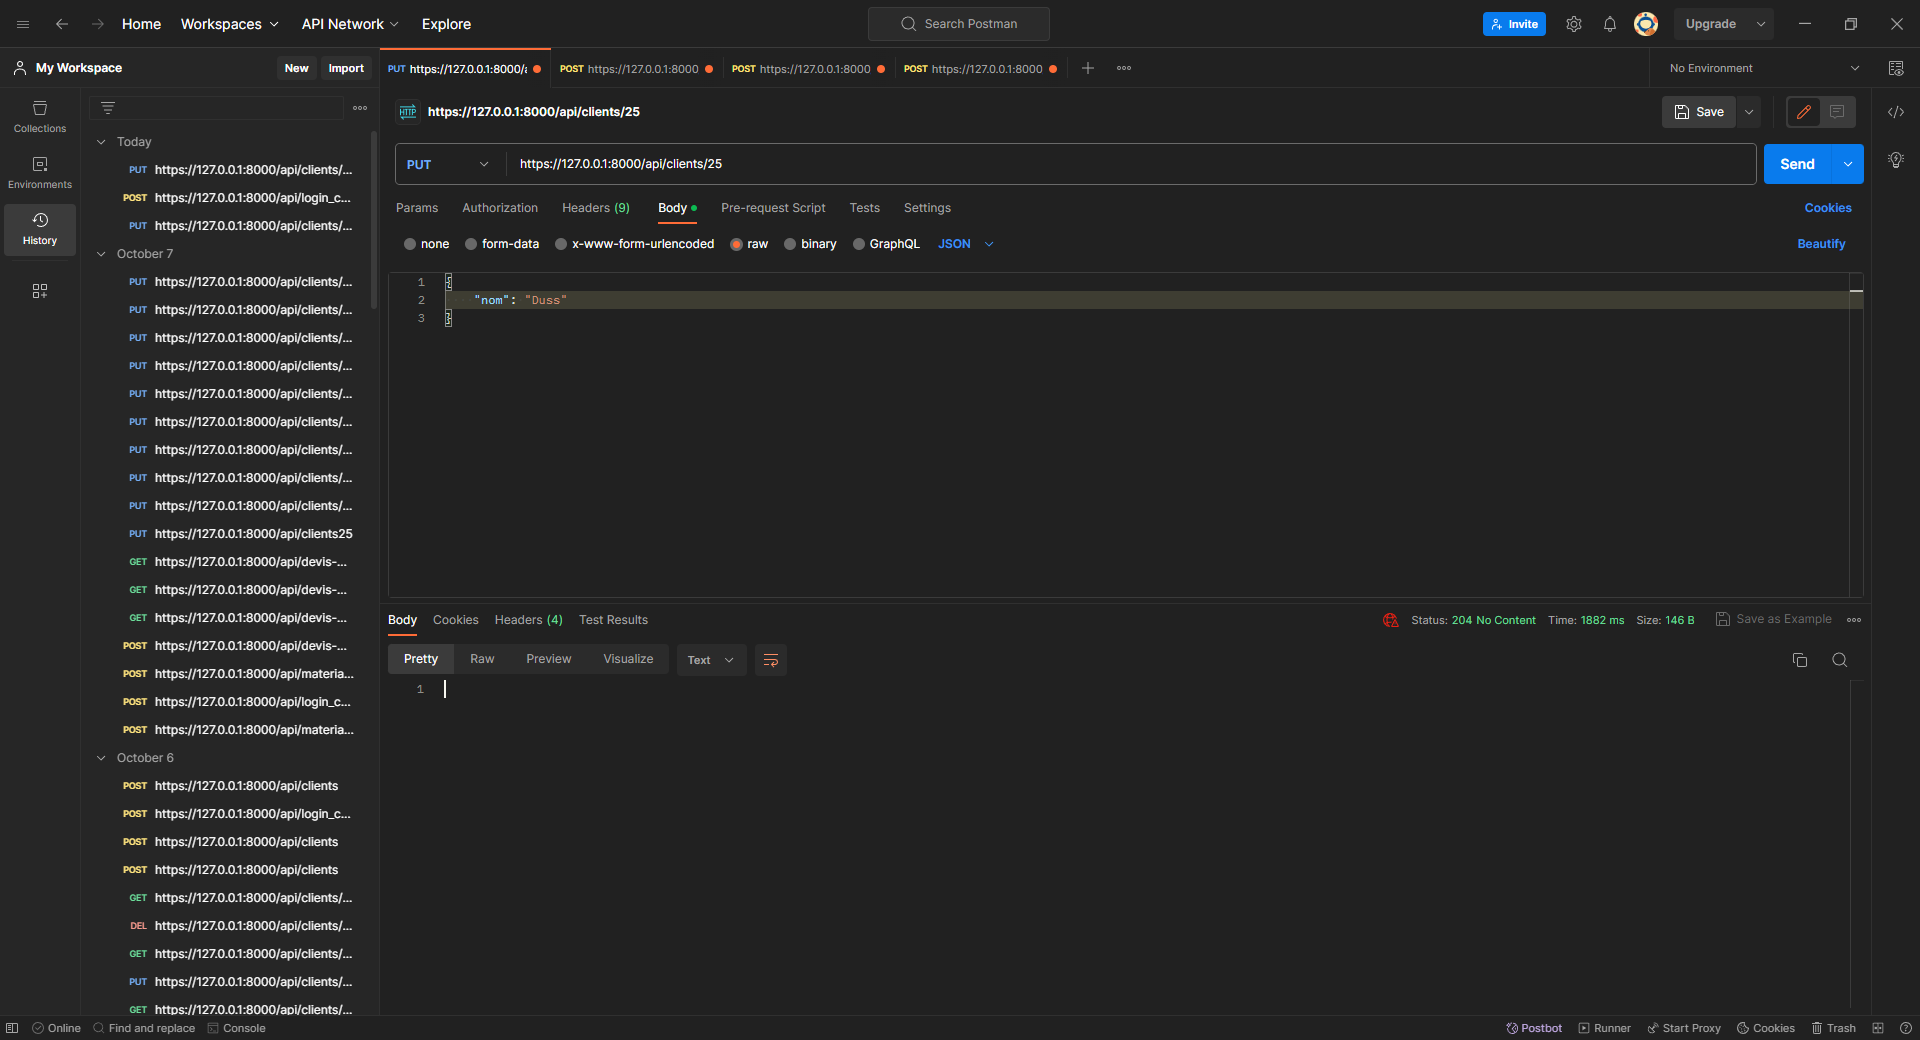 Home Workspaces API Network Explore Search Postman Invite Upgrade
My Workspace New Import
PUT https://127.0.0.1:8000/a POST https://127.0.0.1:8000 POST https://127.0.0.1:8000 POST https://127.0.0.1:8000 No Environment
Collections
Environments
History
Today
PUT https://127.0.0.1:8000/api/clients/...
POST https://127.0.0.1:8000/api/login_c...
PUT https://127.0.0.1:8000/api/clients/...
October 7
PUT https://127.0.0.1:8000/api/clients/...
PUT https://127.0.0.1:8000/api/clients/...
PUT https://127.0.0.1:8000/api/clients/...
PUT https://127.0.0.1:8000/api/clients/...
PUT https://127.0.0.1:8000/api/clients/...
PUT https://127.0.0.1:8000/api/clients/...
PUT https://127.0.0.1:8000/api/clients/...
PUT https://127.0.0.1:8000/api/clients/...
PUT https://127.0.0.1:8000/api/clients/...
PUT https://127.0.0.1:8000/api/clients25
GET https://127.0.0.1:8000/api/devis-...
GET https://127.0.0.1:8000/api/devis-...
GET https://127.0.0.1:8000/api/devis-...
POST https://127.0.0.1:8000/api/devis-...
POST https://127.0.0.1:8000/api/materia...
POST https://127.0.0.1:8000/api/login_c...
POST https://127.0.0.1:8000/api/materia...
October 6
POST https://127.0.0.1:8000/api/clients
POST https://127.0.0.1:8000/api/login_c...
POST https://127.0.0.1:8000/api/clients
POST https://127.0.0.1:8000/api/clients
GET https://127.0.0.1:8000/api/clients/...
DEL https://127.0.0.1:8000/api/clients/...
GET https://127.0.0.1:8000/api/clients/...
PUT https://127.0.0.1:8000/api/clients/...
GET https://127.0.0.1:8000/api/clients/...
HTTP https://127.0.0.1:8000/api/clients/25 Save
PUT https://127.0.0.1:8000/api/clients/25 Send
Params Authorization Headers (9) Body Pre-request Script Tests Settings Cookies
none form-data x-www-form-urlencoded raw binary GraphQL JSON Beautify
1 {
2 "nom": "Duss"
3 }
Body Cookies Headers (4) Test Results Status: 204 No Content Time: 1882 ms Size: 146 B Save as Example
Pretty Raw Preview Visualize Text
1
Online Find and replace Console Postbot Runner Start Proxy Cookies Trash